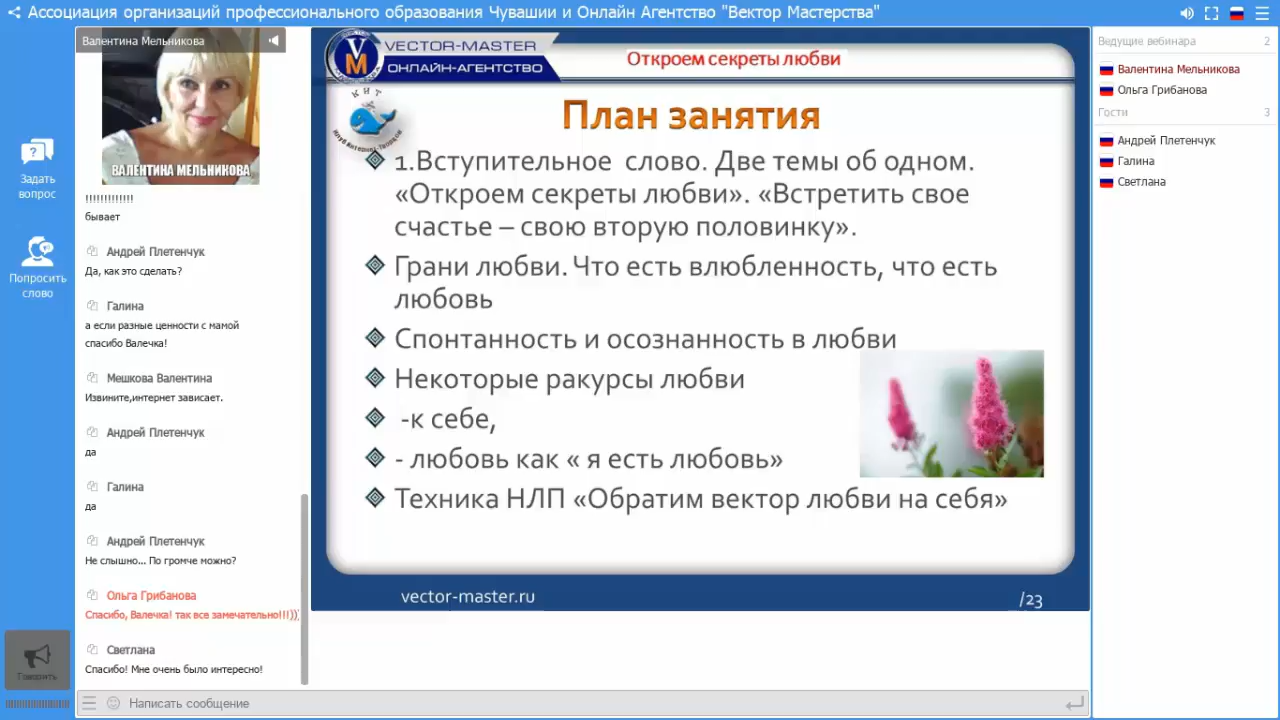 Ассоциация организаций профессионального образования Чувашии и Онлайн Агентство "Вектор Мастерства"
Задать
вопрос
Попросить
слово
Говорить
Валентина Мельникова
ВАЛЕНТИНА МЕЛЬНИКОВА
!!!!!!!!!!!!!
бывает
Андрей Плетенчук
Да, как это сделать?
Галина
а если разные ценности с мамой
спасибо Валечка!
Мешкова Валентина
Извините,интернет зависает.
Андрей Плетенчук
да
Галина
да
Андрей Плетенчук
Не слышно... По громче можно?
Ольга Грибанова
Спасибо, Валечка! так все замечательно!!!))
Светлана
Спасибо! Мне очень было интересно!
Написать сообщение
VM
VECTOR-MASTER
ОНЛАЙН-АГЕНТСТВО
Откроем секреты любви
КИТ
План занятия
1.Вступительное слово. Две темы об одном.
«Откроем секреты любви». «Встретить свое
счастье – свою вторую половинку».
Грани любви. Что есть влюбленность, что есть
любовь
Спонтанность и осознанность в любви
Некоторые ракурсы любви
-к себе,
- любовь как « я есть любовь»
Техника НЛП «Обратим вектор любви на себя»
vector-master.ru
/23
Ведущие вебинара 2
Валентина Мельникова
Ольга Грибанова
Гости 3
Андрей Плетенчук
Галина
Светлана